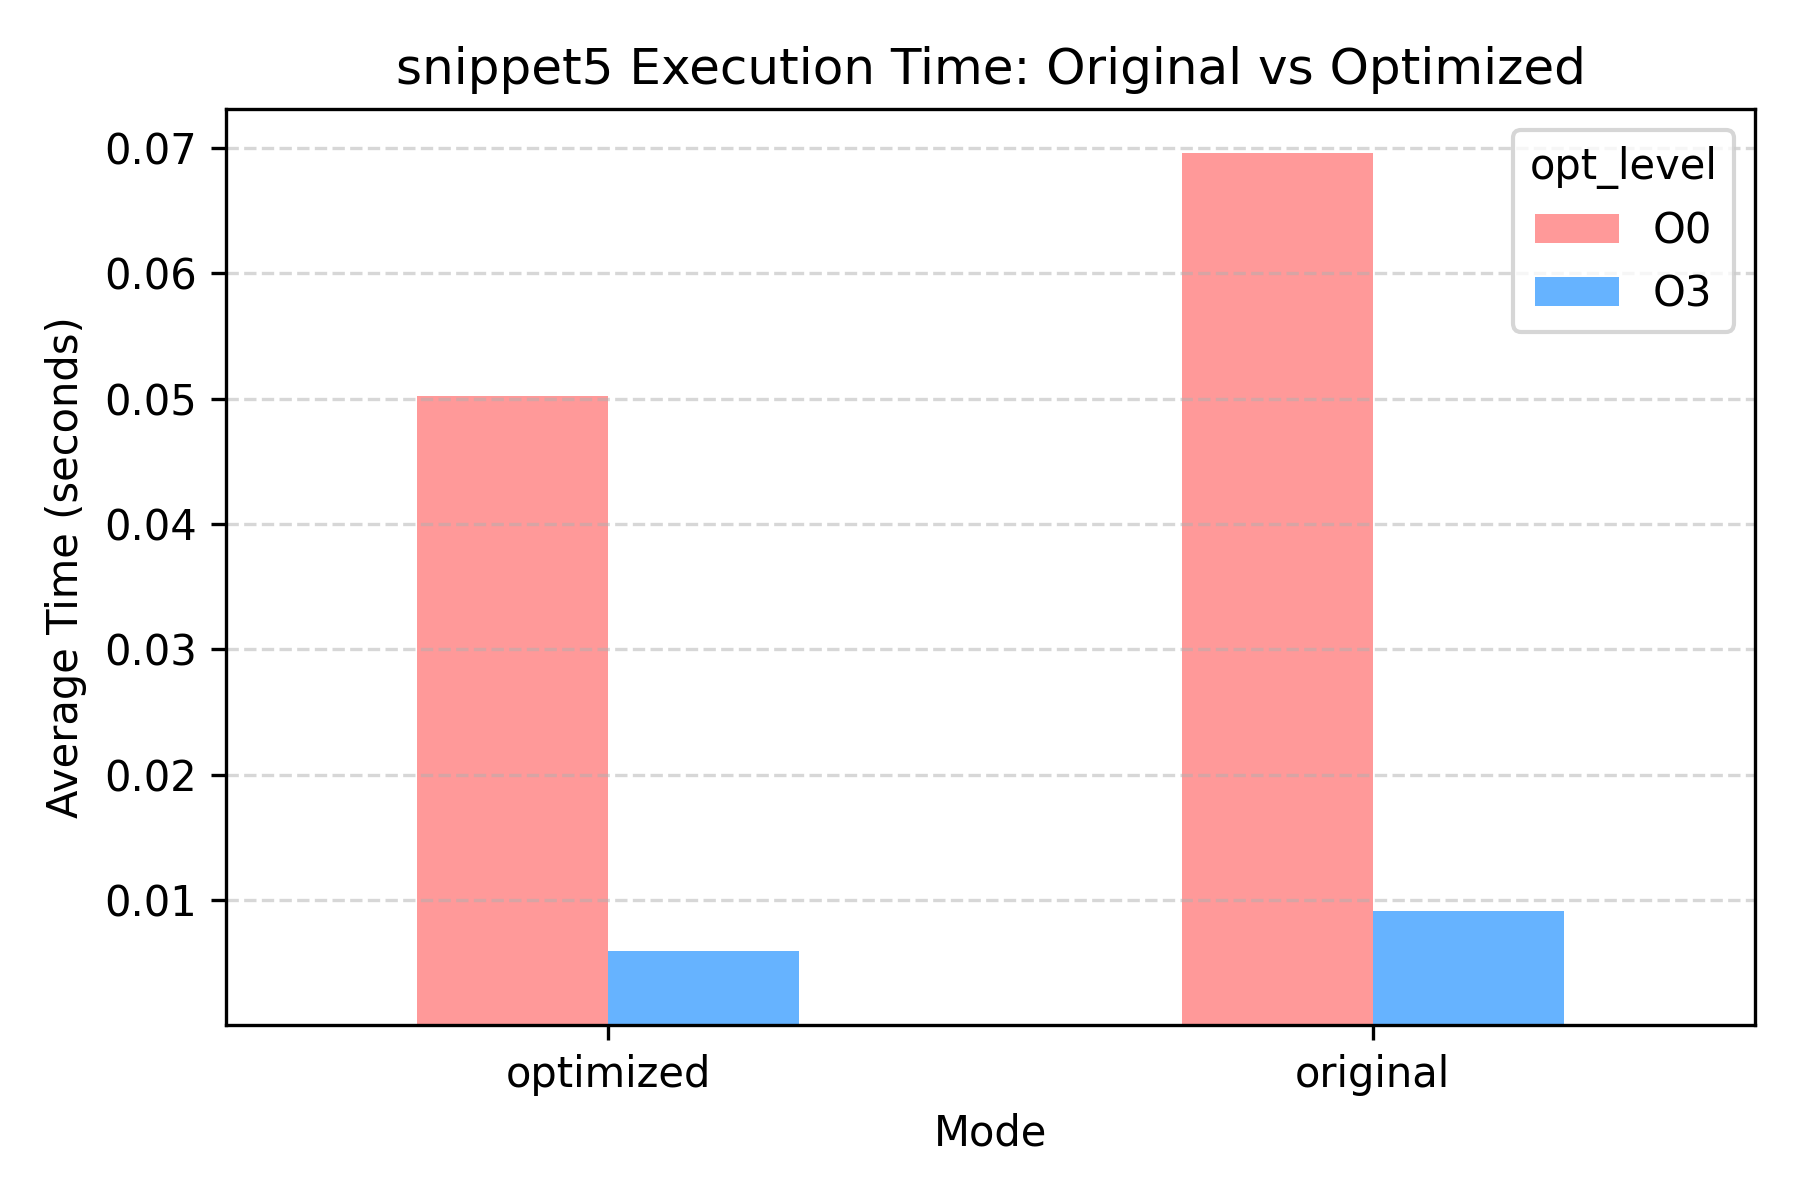 snippet5 Execution Time: Original vs Optimized
Average Time (seconds)
0.07
0.06
0.05
0.04
0.03
0.02
0.01
opt_level
O0
O3
optimized
original
Mode